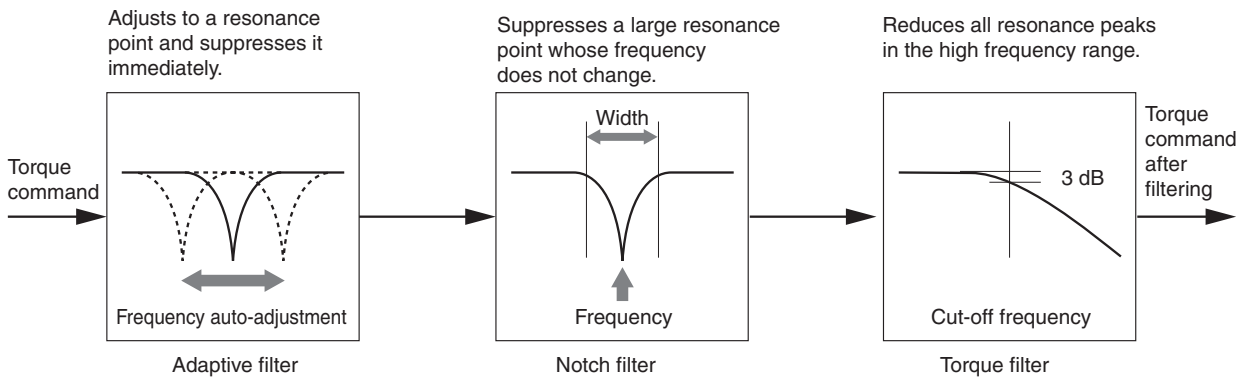 Adjusts to a resonance
point and suppresses it
immediately.
Suppresses a large resonance
point whose frequency
does not change.
Reduces all resonance peaks
in the high frequency range.
Torque
command
Frequency auto-adjustment
Adaptive filter
Width
Frequency
Notch filter
3 dB
Cut-off frequency
Torque filter
Torque
command
after
filtering